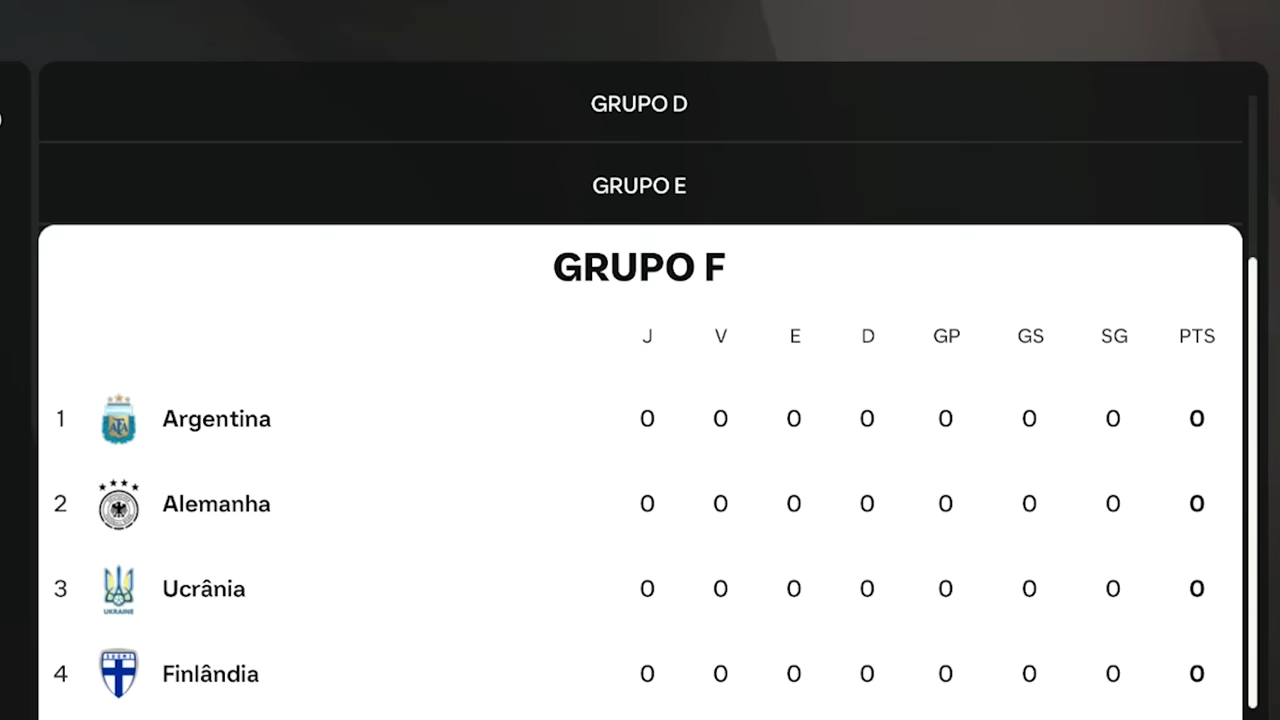 GRUPO D
GRUPO E
GRUPO F
J V E D GP GS SG PTS
1 Argentina 0 0 0 0 0 0 0 0
2 Alemanha 0 0 0 0 0 0 0 0
3 UKRAINE Ucrânia 0 0 0 0 0 0 0 0
4 SUOMI Finlândia 0 0 0 0 0 0 0 0